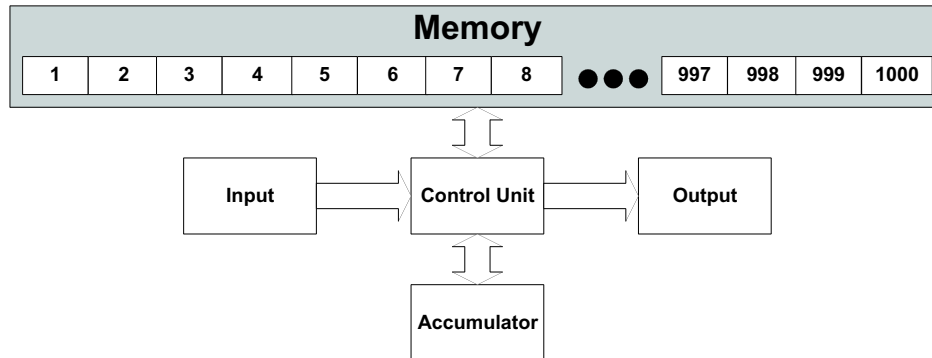 Memory
1 2 3 4 5 6 7 8 997 998 999 1000
Input Control Unit Output
Accumulator